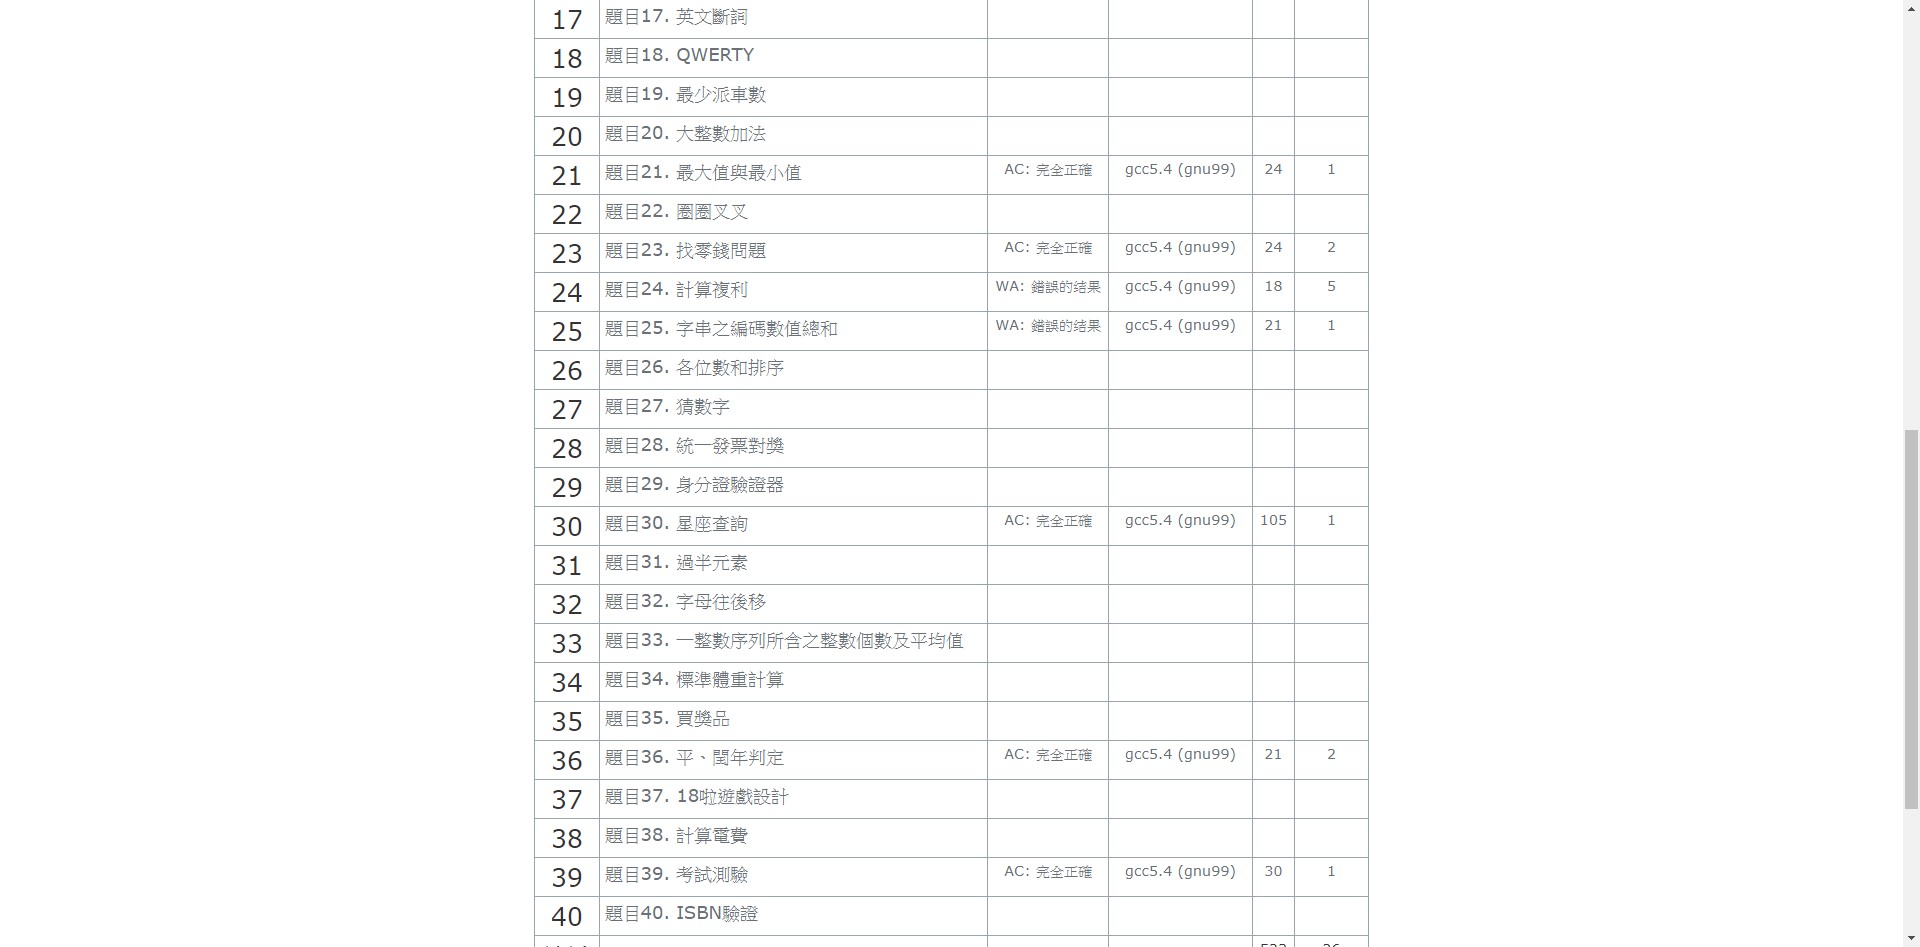 17 題目17. 英文斷詞
18 題目18. QWERTY
19 題目19. 最少派車數
20 題目20. 大整數加法
21 題目21. 最大值與最小值 AC: 完全正確 gcc5.4 (gnu99) 24 1
22 題目22. 圈圈叉叉
23 題目23. 找零錢問題 AC: 完全正確 gcc5.4 (gnu99) 24 2
24 題目24. 計算複利 WA: 錯誤的结果 gcc5.4 (gnu99) 18 5
25 題目25. 字串之編碼數值總和 WA: 錯誤的结果 gcc5.4 (gnu99) 21 1
26 題目26. 各位數和排序
27 題目27. 猜數字
28 題目28. 統一發票對獎
29 題目29. 身分證驗證器
30 題目30. 星座查詢 AC: 完全正確 gcc5.4 (gnu99) 105 1
31 題目31. 過半元素
32 題目32. 字母往後移
33 題目33. 一整數序列所含之整數個數及平均值
34 題目34. 標準體重計算
35 題目35. 買獎品
36 題目36. 平、閏年判定 AC: 完全正確 gcc5.4 (gnu99) 21 2
37 題目37. 18啦遊戲設計
38 題目38. 計算電費
39 題目39. 考試測驗 AC: 完全正確 gcc5.4 (gnu99) 30 1
40 題目40. ISBN驗證